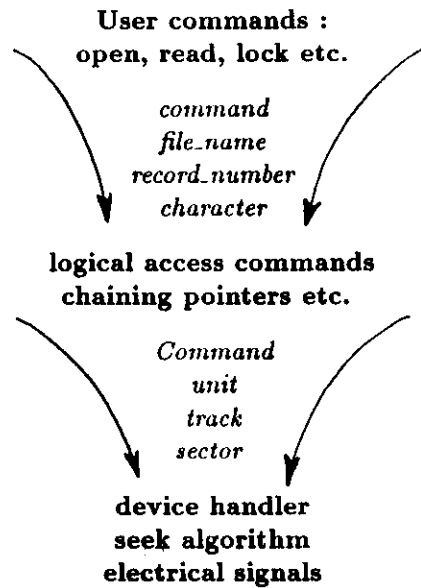 User commands :
open, read, lock etc.
command
file_name
record_number
character
logical access commands
chaining pointers etc.
Command
unit
track
sector
device handler
seek algorithm
electrical signals